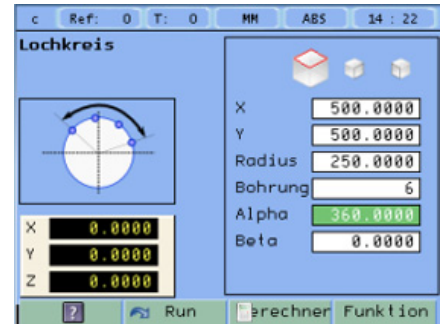 c Ref: 0 T: 0 MM ABS 14 : 22
Lochkreis
X 500.0000
Y 500.0000
Radius 250.0000
Bohrung 6
Alpha 360.0000
Beta 0.0000
X 0.0000
Y 0.0000
Z 0.0000
? Run erechner Funktion